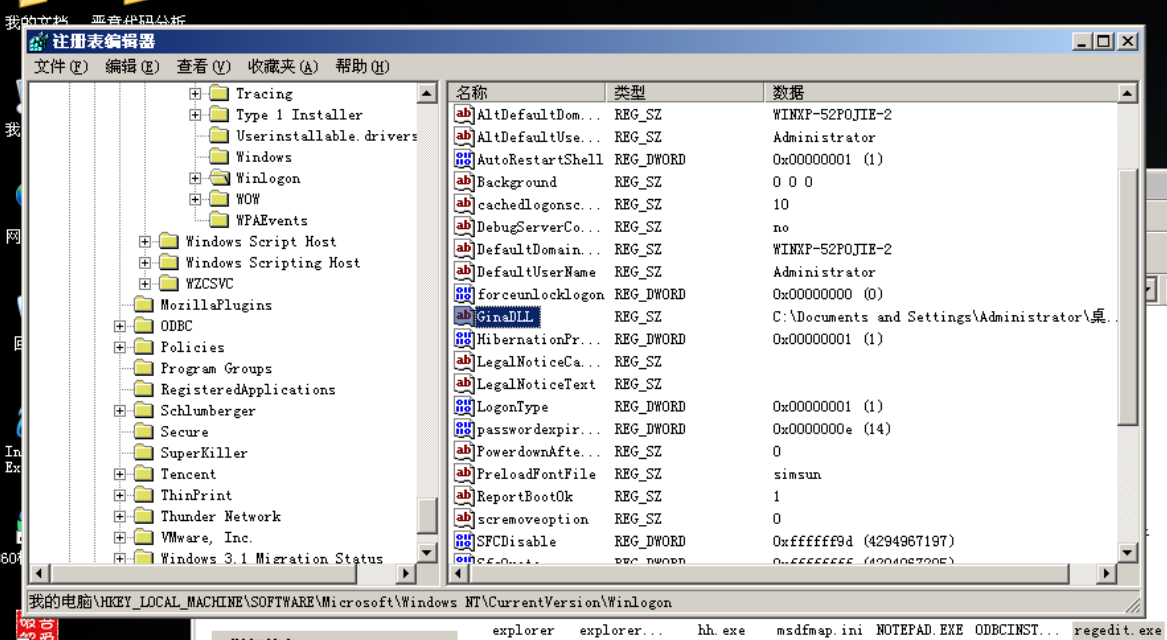 我的文档 恶意代码分析
注册表编辑器
文件(F) 编辑(E) 查看(V) 收藏夹(A) 帮助(H)
Tracing
Type 1 Installer
Userinstallable.drivers
Windows
Winlogon
WOW
WPAEvents
Windows Script Host
Windows Scripting Host
WZCSVC
MozillaPlugins
ODBC
Policies
Program Groups
RegisteredApplications
Schlumberger
Secure
SuperKiller
Tencent
ThinPrint
Thunder Network
VMware, Inc.
Windows 3.1 Migration Status
名称 类型 数据
AltDefaultDom... REG_SZ WINXP-52POJIE-2
AltDefaultUse... REG_SZ Administrator
AutoRestartShell REG_DWORD 0x00000001 (1)
Background REG_SZ 0 0 0
cachedlogonsc... REG_SZ 10
DebugServerCo... REG_SZ no
DefaultDomain... REG_SZ WINXP-52POJIE-2
DefaultUserName REG_SZ Administrator
forceunlocklogon REG_DWORD 0x00000000 (0)
GinaDLL REG_SZ C:\Documents and Settings\Administrator\桌..
HibernationPr... REG_DWORD 0x00000001 (1)
LegalNoticeCa... REG_SZ
LegalNoticeText REG_SZ
LogonType REG_DWORD 0x00000001 (1)
passwordexpir... REG_DWORD 0x0000000e (14)
PowerdownAfte... REG_SZ 0
PreloadFontFile REG_SZ simsun
ReportBootOk REG_SZ 1
scremoveoption REG_SZ 0
SFCDisable REG_DWORD 0xffffff9d (4294967197)
SfcQuota REG_DWORD 0xffffffff (4294967295)
我的电脑\HKEY_LOCAL_MACHINE\SOFTWARE\Microsoft\Windows NT\CurrentVersion\Winlogon
explorer explorer... hh.exe msdfmap.ini NOTEPAD.EXE ODBCINST... regedit.exe
我
网
In
Ex